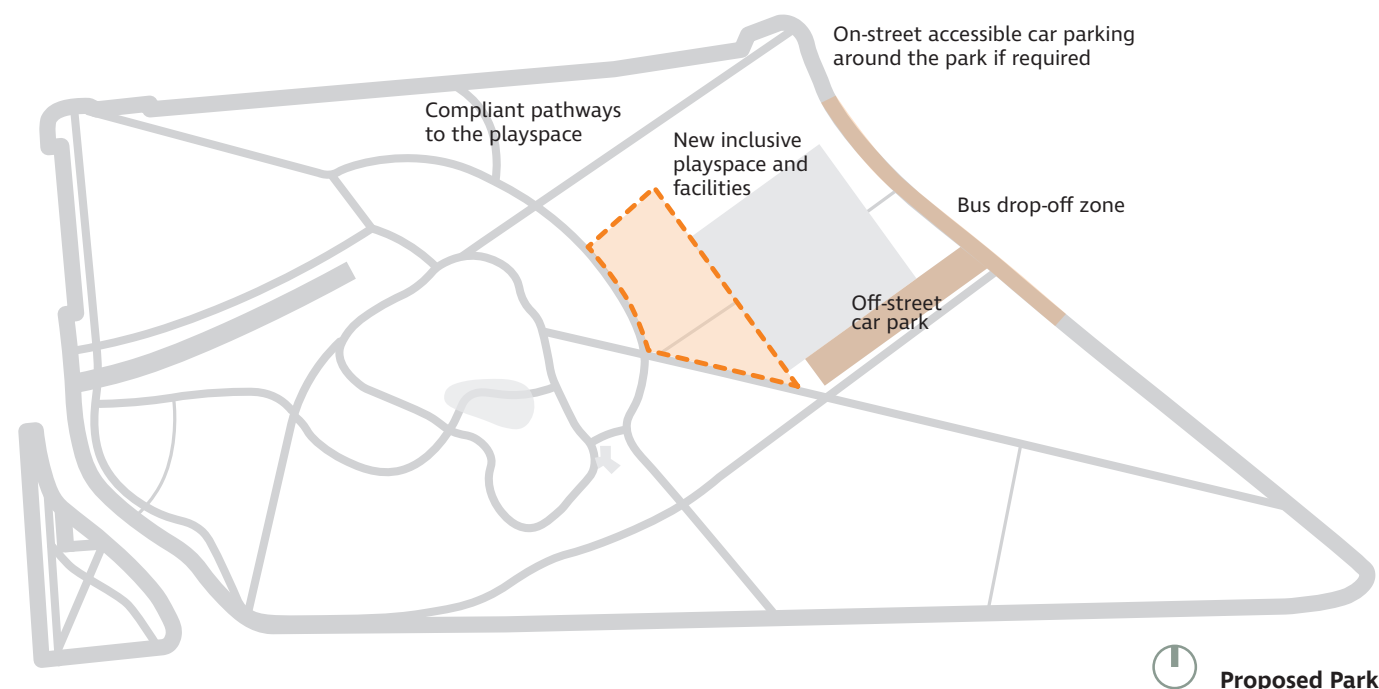 On-street accessible car parking
around the park if required
Compliant pathways
to the playspace
New inclusive
playspace and
facilities
Bus drop-off zone
Off-street
car park
Proposed Park